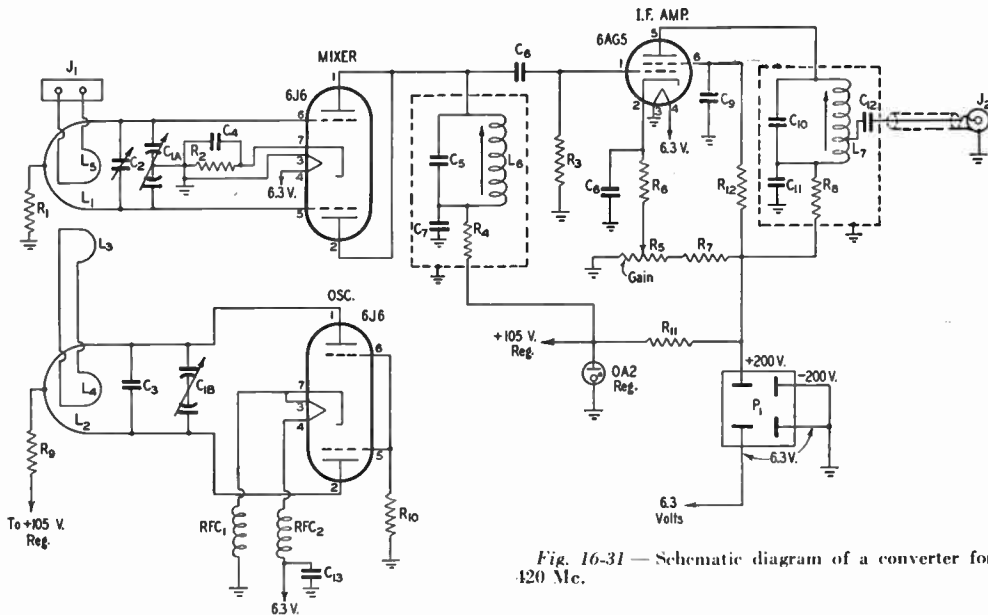 I.F. AMP.
6AG5
MIXER
6J6
J1
C6
J2
1
5
6
2
3
4
C9
C12
C10
L7
C11
R8
6
7
3
4
5
1
2
C4
C2
C1A
R2
L5
L1
R1
6.3 V.
C5
L6
C7
R4
R3
6.3 V.
C6
R6
R12
R5
R7
Gain
L3
OSC.
6J6
1
6
7
3
4
5
2
+105 V.
Reg.
R11
OA2
Reg.
+200 V.
-200 V.
P1
6.3 V.
6.3
Volts
C3
C1B
L4
L2
R9
To +105 V.
Reg.
RFC1
RFC2
R10
C13
6.3 V.
Fig. 16-31 — Schematic diagram of a converter for
420 Mc.